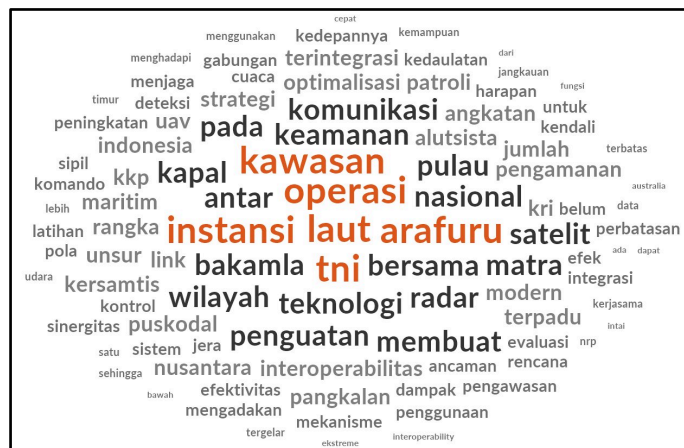 cepat
menggunakan kedepannya kemampuan
menghadapi gabungan terintegrasi kedaulatan dari
menjaga cuaca optimalisasi patroli jangkauan
timur deteksi strategi komunikasi angkatan harapan fungsi
peningkatan uav pada keamanan alutsista untuk kendali
indonesia kawasan pulau jumlah terbatas
sipil kkp kapal operasi nasional pengamanan australia
komando maritim antar kri belum data
lebih latihan rangka instansi laut arafuru satelit perbatasan
pola unsur link bakamla tni bersama matra efek ada dapat
udara kersamtis wilayah teknologi radar modern integrasi
kontrol terpadu kerjasama
sinergitas puskodal penguatan membuat evaluasi nrp intai
satu sistem jera
sehingga nusantara interoperabilitas ancaman rencana
bawah efektivitas pangkalan dampak pengawasan
mengadakan mekanisme penggunaan
tergelar ekstreme interoperability